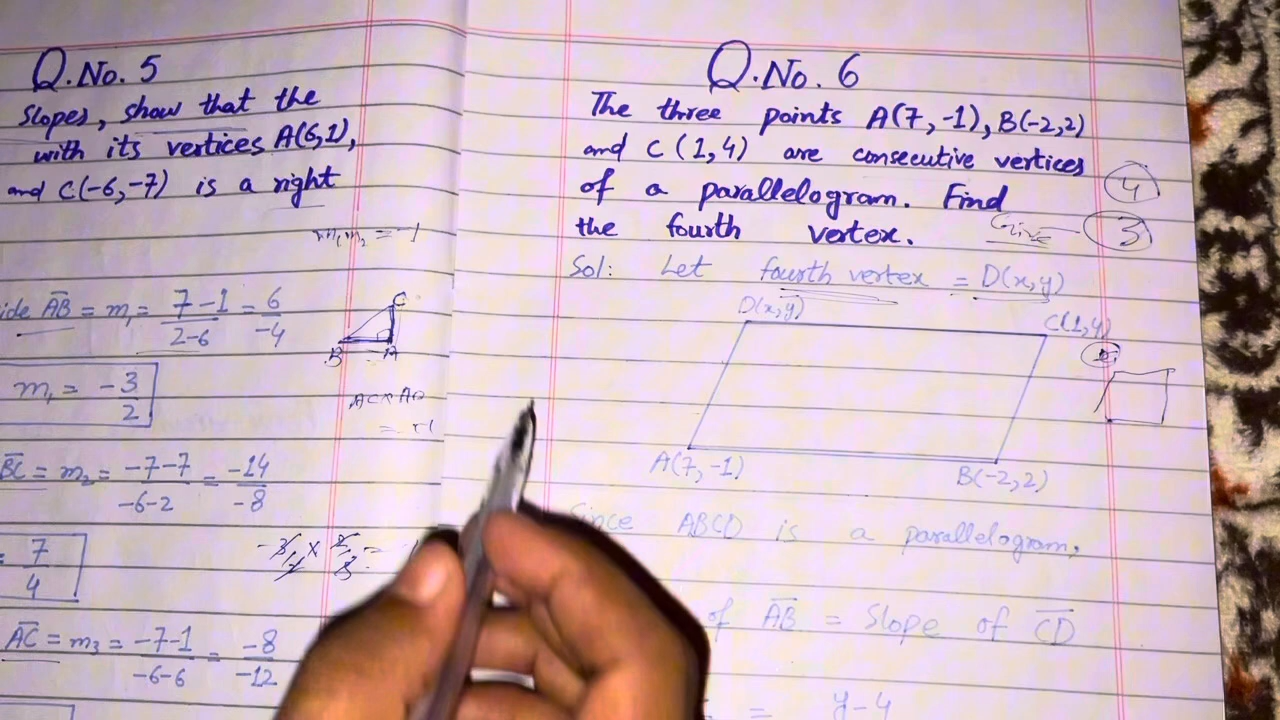 Q. No. 5
Slopes, show that the
with its vertices A(6,1),
and C(-6,-7) is a right
m₁m₂ = -1
ide AB̅ = m₁ = 7-1/2-6 = 6/-4
C
B A
m₁ = -3/2
= -1
BC̅ = m₂ = -7-7/-6-2 = -14/-8
= 7/4
AC̅ = m₃ = -7-1/-6-6 = -8/-12
Q. No. 6
The three points A(7,-1), B(-2,2)
and C(1,4) are consecutive vertices
of a parallelogram. Find
the fourth vertex.
4
3
Sol: Let fourth vertex = D(x,y)
D(x,y)
C(1,4)
A(7,-1)
B(-2,2)
Since ABCD is a parallelogram,
of AB̅ = Slope of CD̅
= y-4